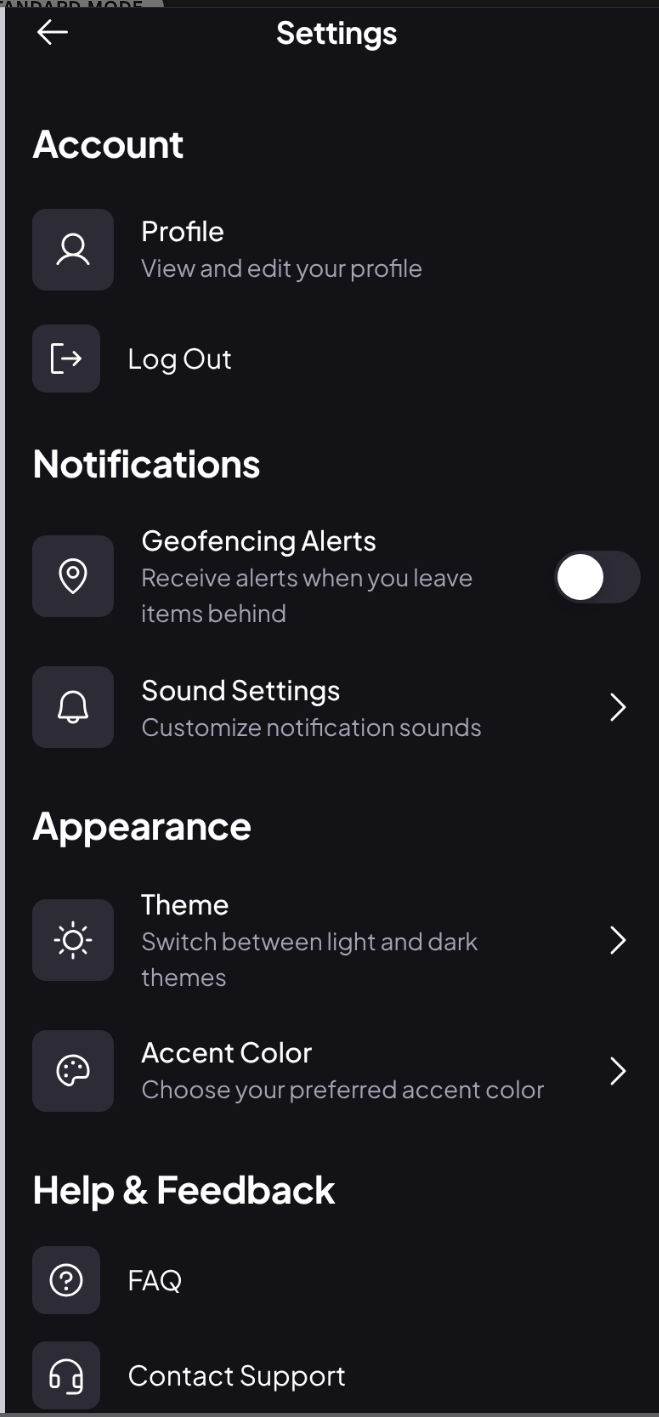 STANDARD MODE
Settings
Account
Profile
View and edit your profile
Log Out
Notifications
Geofencing Alerts
Receive alerts when you leave
items behind
Sound Settings
Customize notification sounds
Appearance
Theme
Switch between light and dark
themes
Accent Color
Choose your preferred accent color
Help & Feedback
FAQ
Contact Support